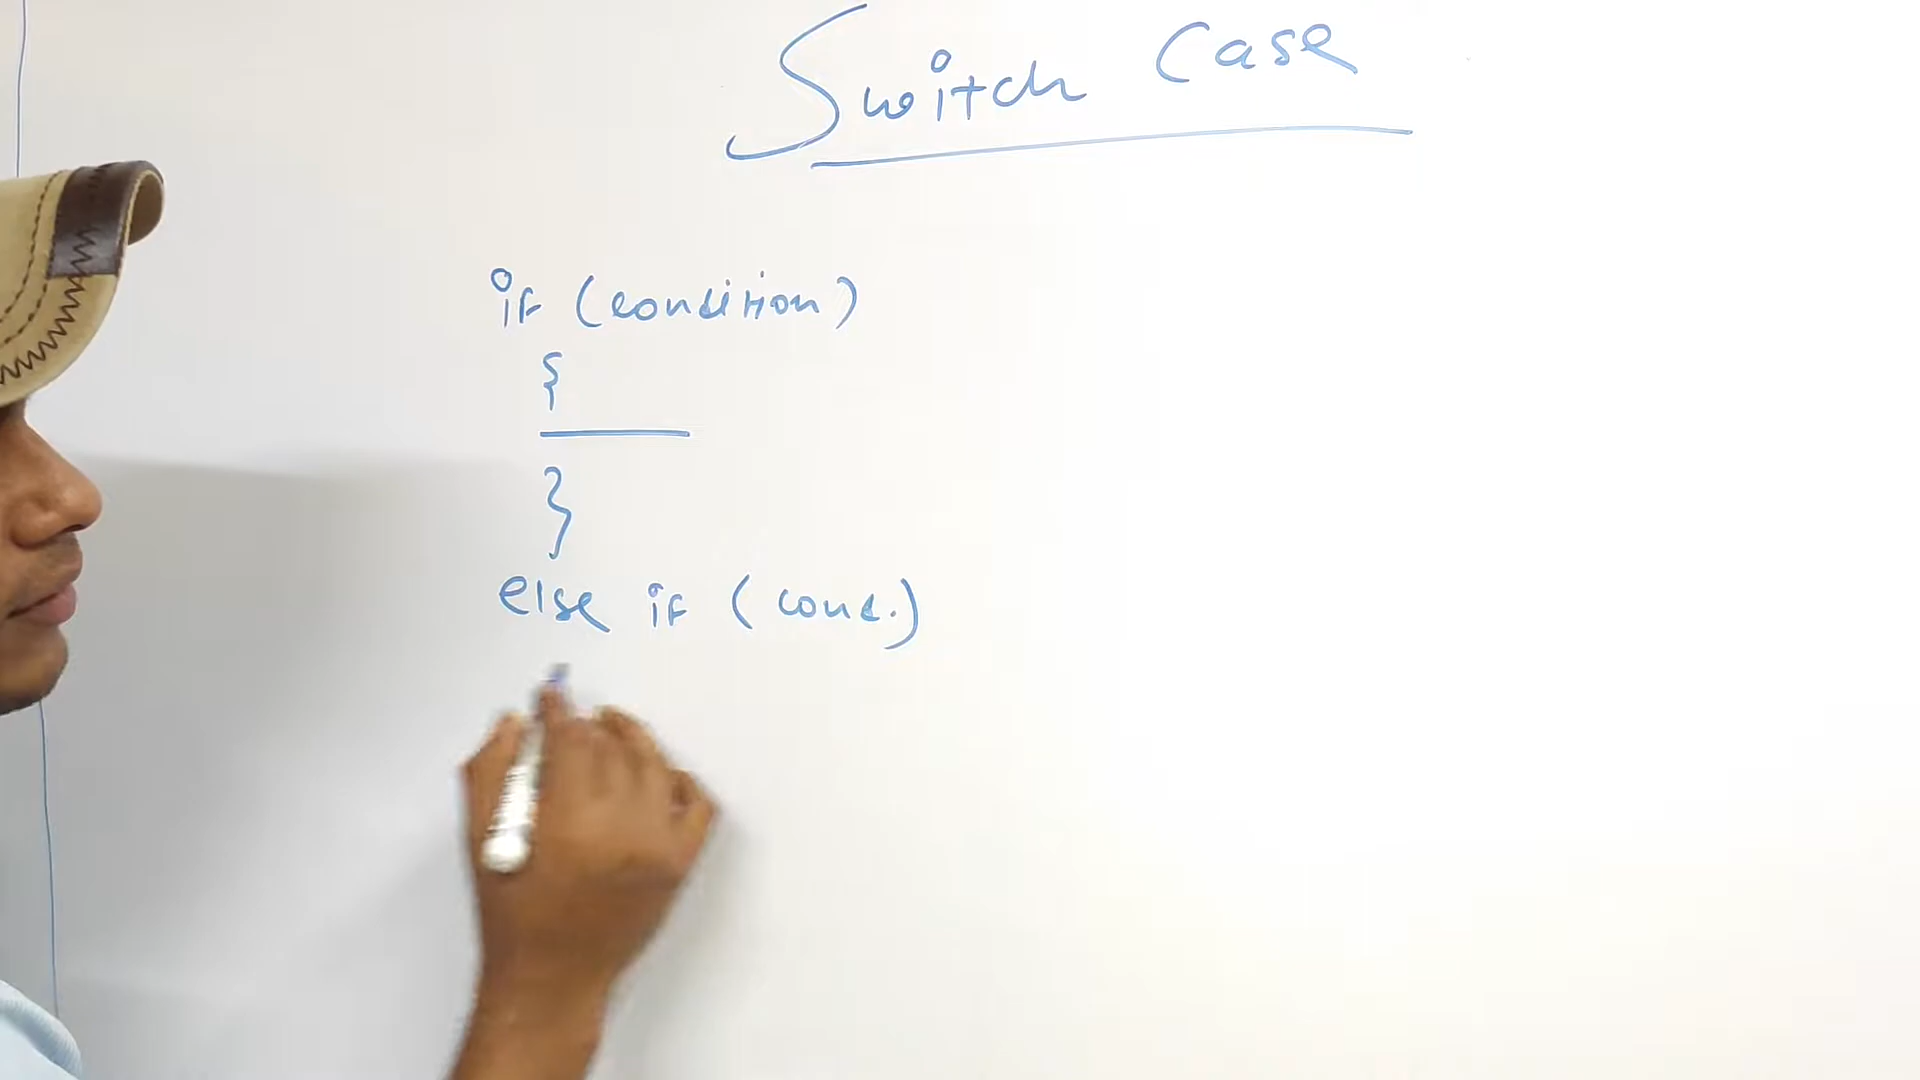 Switch Case
if (condition)
{
}
else if (cond.)